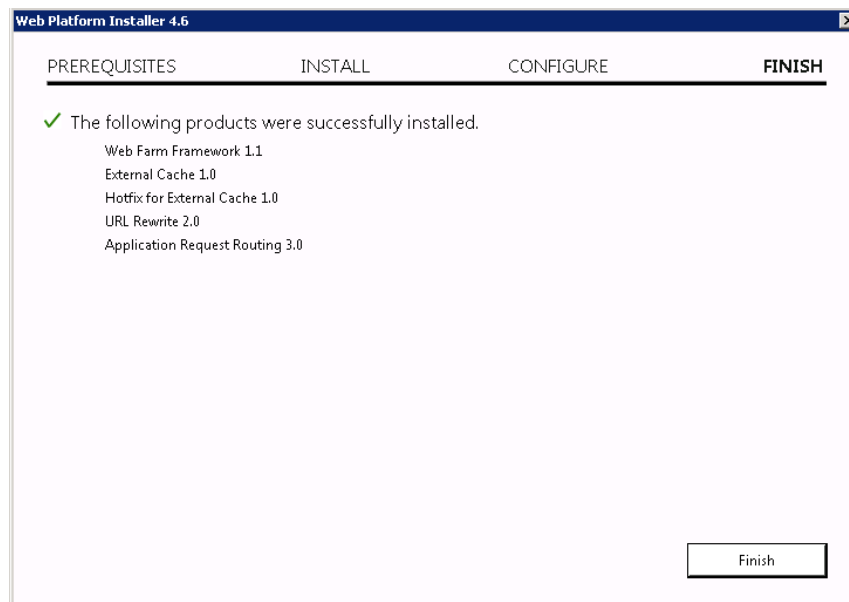 Web Platform Installer 4.6
PREREQUISITES INSTALL CONFIGURE FINISH
The following products were successfully installed.
Web Farm Framework 1.1
External Cache 1.0
Hotfix for External Cache 1.0
URL Rewrite 2.0
Application Request Routing 3.0
Finish